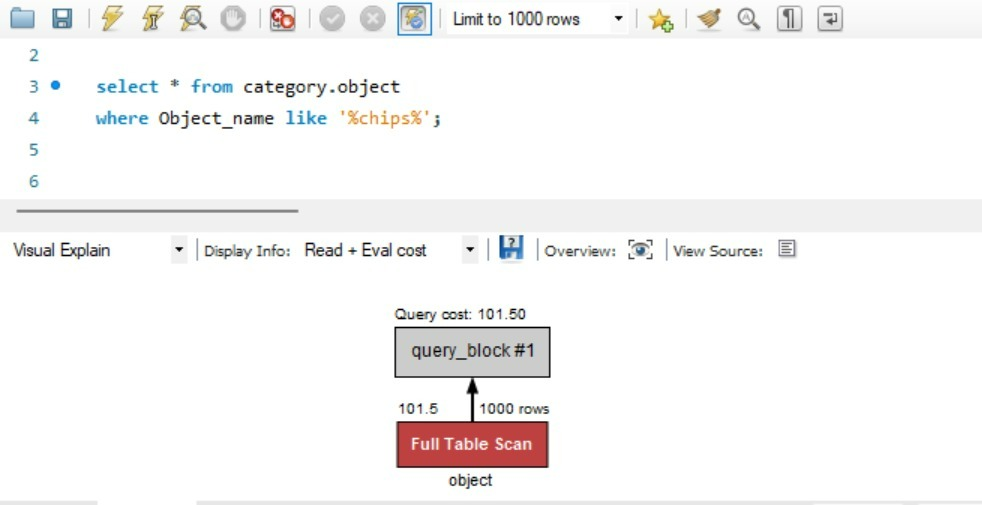 Limit to 1000 rows
2
3 select * from category.object
4 where Object_name like '%chips%';
5
6
Visual Explain Display Info: Read + Eval cost Overview: View Source:
Query cost: 101.50
query_block #1
101.5 1000 rows
Full Table Scan
object